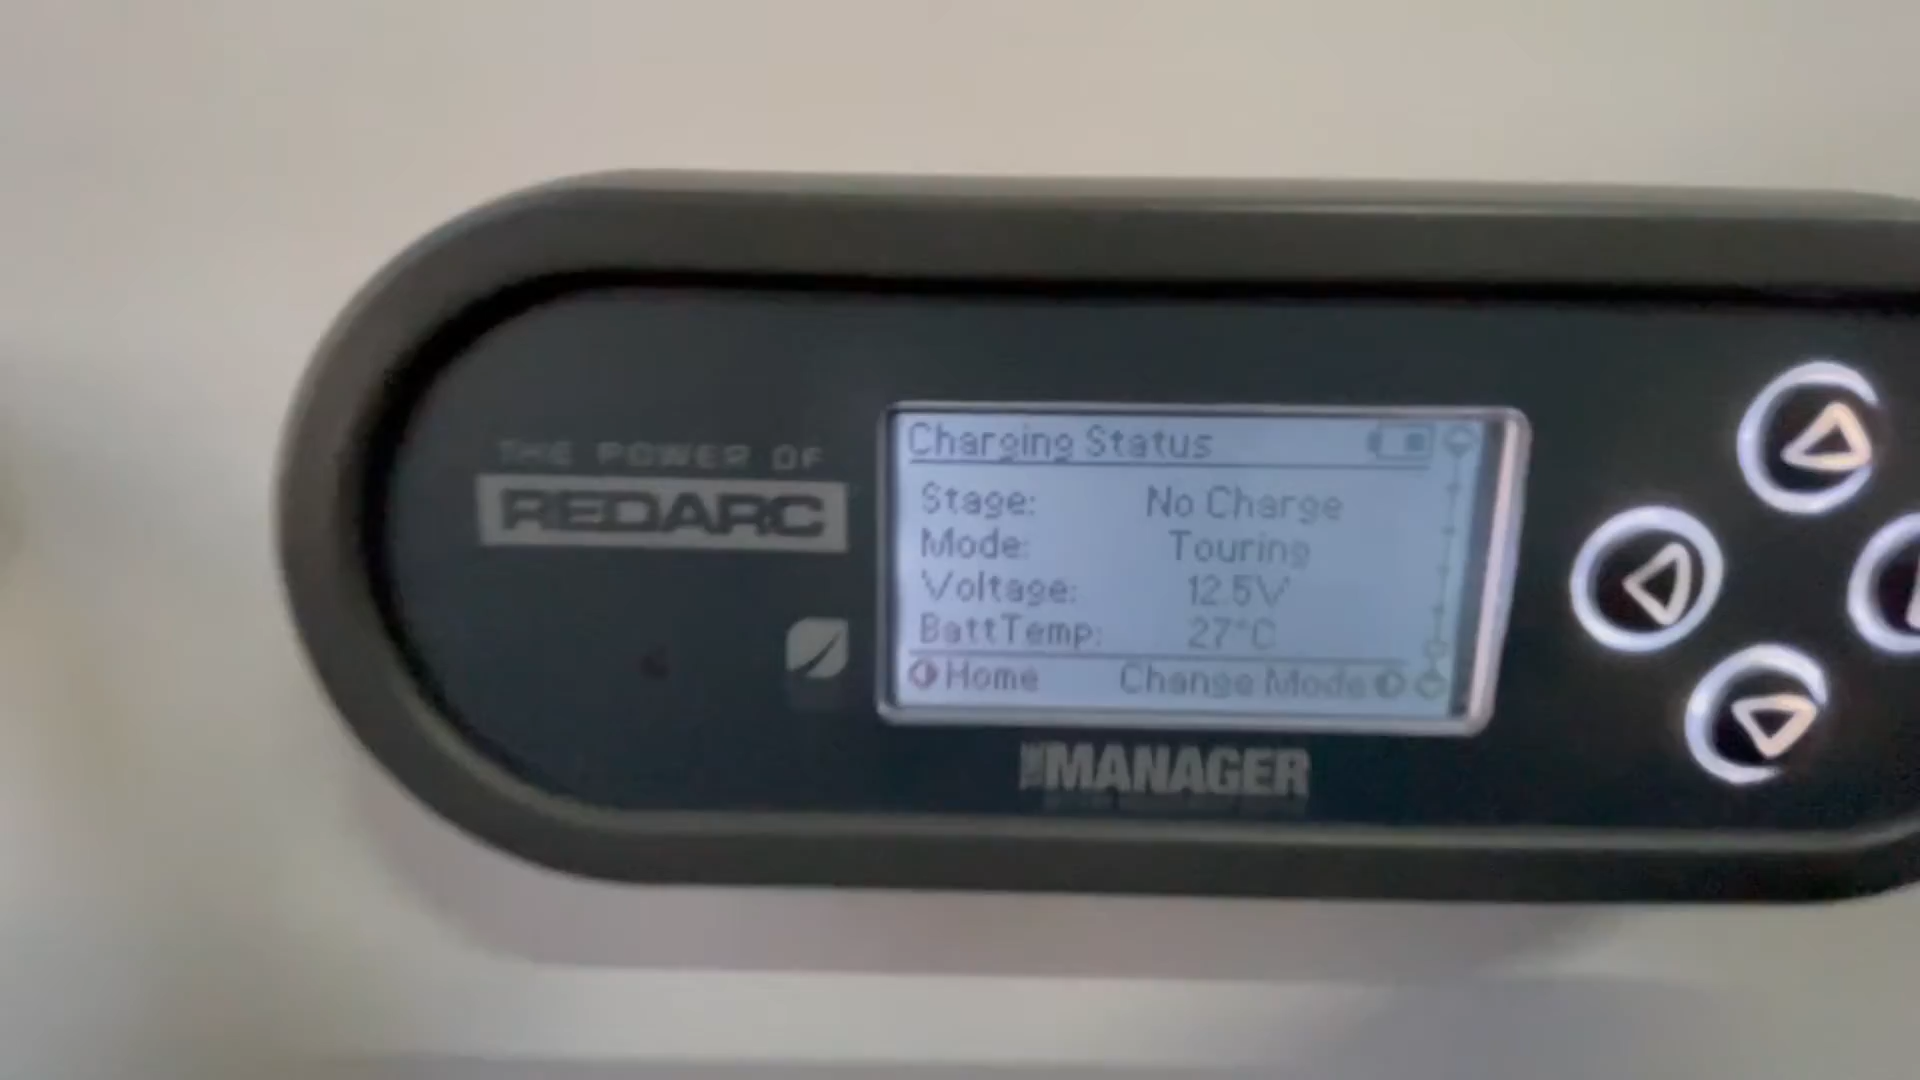 THE POWER OF
REDARC
Charging Status
Stage: No Charge
Mode: Touring
Voltage: 12.5V
BattTemp: 27°C
Home Change Mode
THE MANAGER